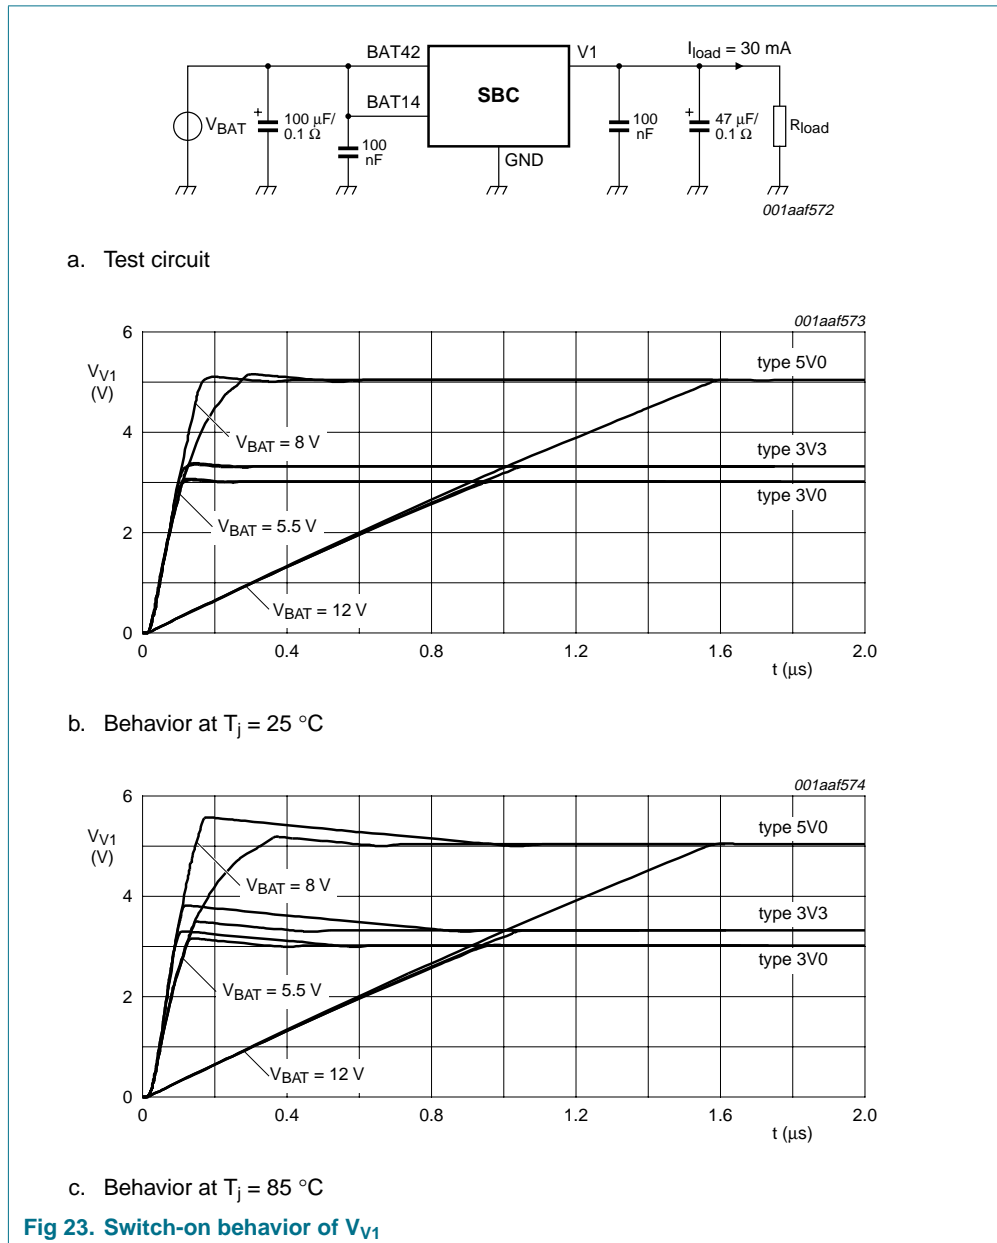 BAT42
V1
I_load = 30 mA
BAT14
SBC
V_BAT
+
100 μF/
0.1 Ω
100
nF
GND
100
nF
+
47 μF/
0.1 Ω
R_load
001aaf572
a. Test circuit
001aaf573
6
V_V1
(V)
type 5V0
4
V_BAT = 8 V
type 3V3
type 3V0
V_BAT = 5.5 V
2
V_BAT = 12 V
0
0 0.4 0.8 1.2 1.6 2.0
t (μs)
b. Behavior at T_j = 25 °C
001aaf574
6
V_V1
(V)
type 5V0
4
V_BAT = 8 V
type 3V3
type 3V0
V_BAT = 5.5 V
2
V_BAT = 12 V
0
0 0.4 0.8 1.2 1.6 2.0
t (μs)
c. Behavior at T_j = 85 °C
Fig 23. Switch-on behavior of V_V1